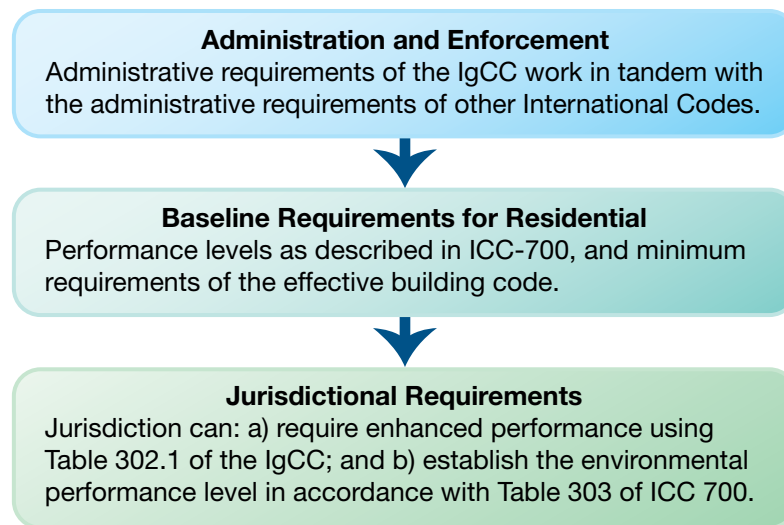 Administration and Enforcement
Administrative requirements of the IgCC work in tandem with
the administrative requirements of other International Codes.
Baseline Requirements for Residential
Performance levels as described in ICC-700, and minimum
requirements of the effective building code.
Jurisdictional Requirements
Jurisdiction can: a) require enhanced performance using
Table 302.1 of the IgCC; and b) establish the environmental
performance level in accordance with Table 303 of ICC 700.